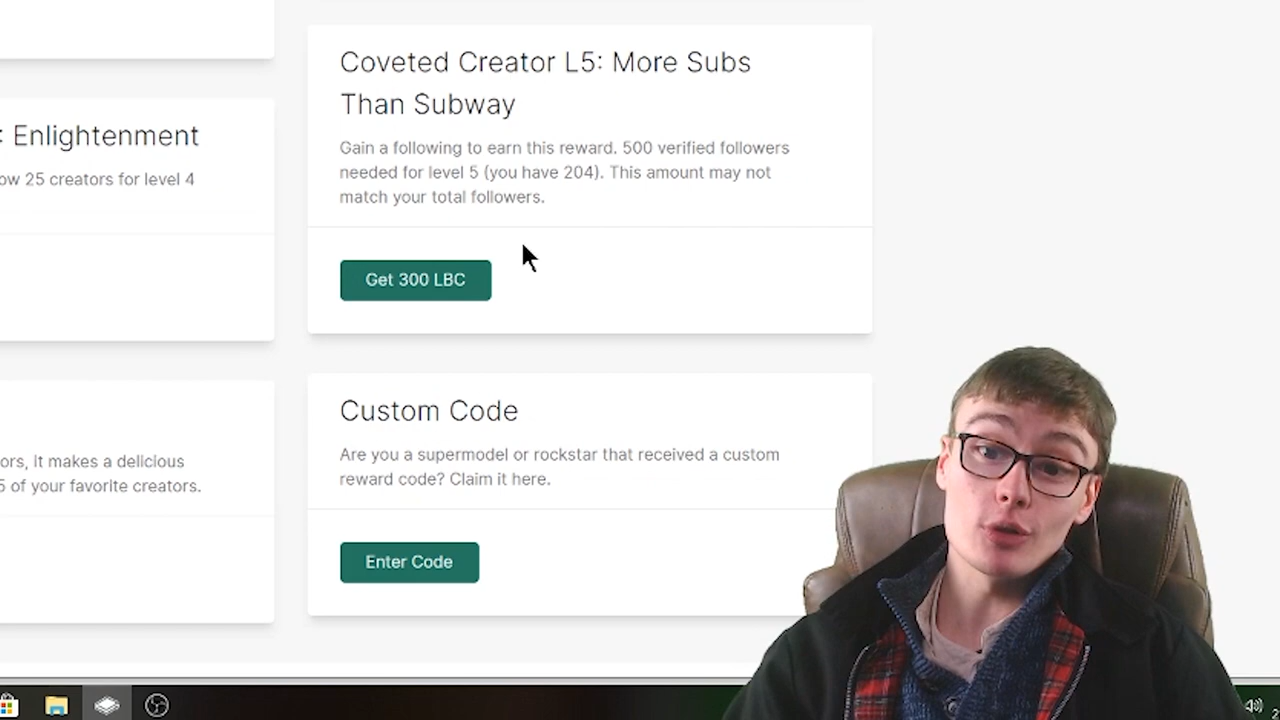 Coveted Creator L5: More Subs
Than Subway
: Enlightenment
Gain a following to earn this reward. 500 verified followers
ow 25 creators for level 4
needed for level 5 (you have 204). This amount may not
match your total followers.
Get 300 LBC
Custom Code
ors, it makes a delicious
Are you a supermodel or rockstar that received a custom
5 of your favorite creators.
reward code? Claim it here.
Enter Code